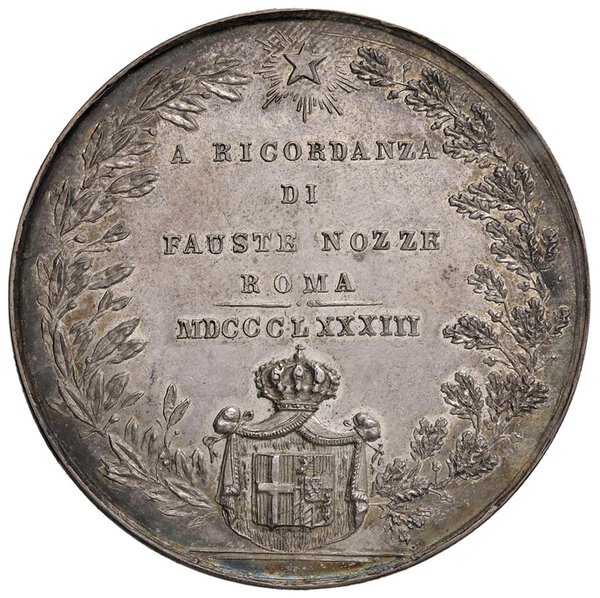 A RICORDANZA
DI
FAUSTE NOZZE
ROMA
MDCCCLXXXIII